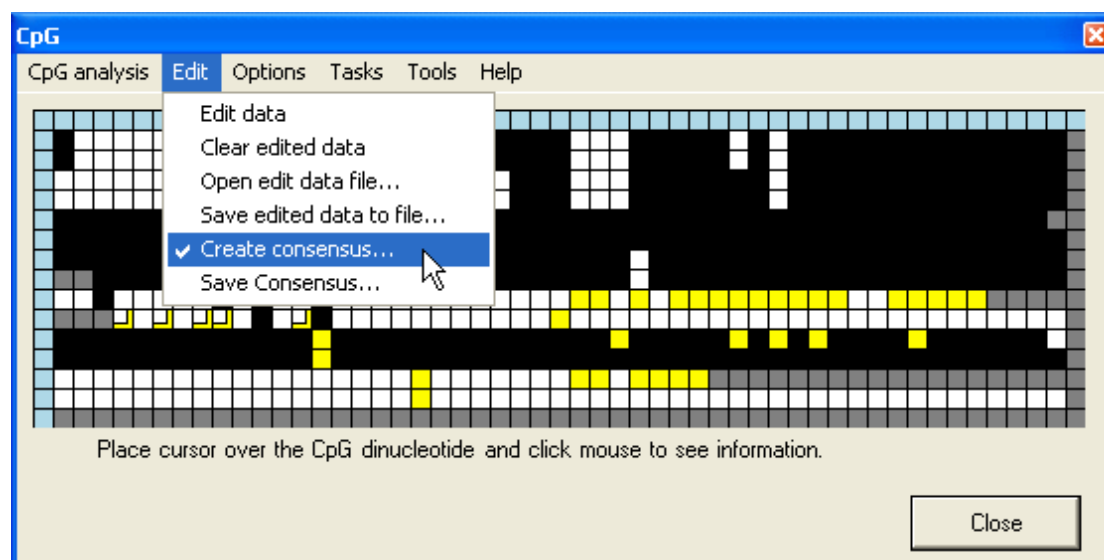 CpG
CpG analysis Edit Options Tasks Tools Help
Edit data
Clear edited data
Open edit data file...
Save edited data to file...
Create consensus...
Save Consensus...
Place cursor over the CpG dinucleotide and click mouse to see information.
Close